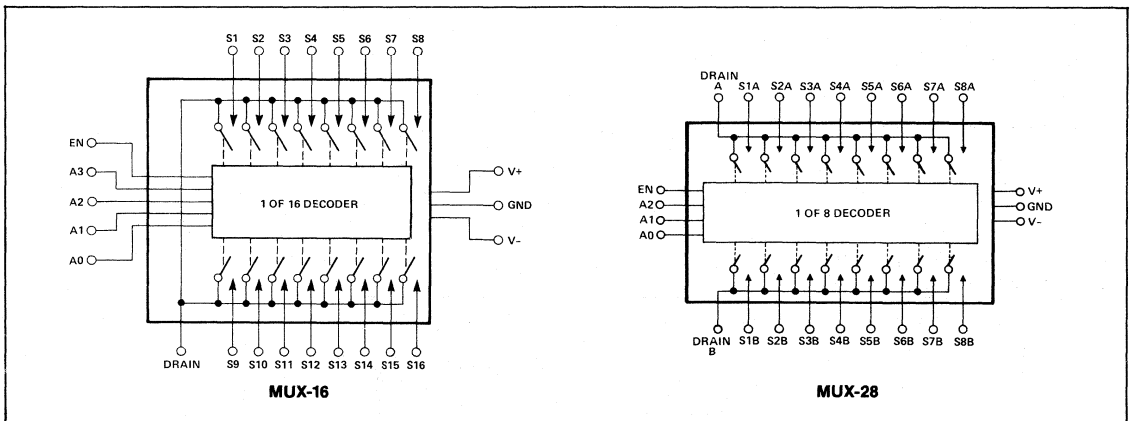 S1 S2 S3 S4 S5 S6 S7 S8
EN
A3
A2
A1
A0
1 OF 16 DECODER
V+
GND
V-
DRAIN S9 S10 S11 S12 S13 S14 S15 S16
MUX-16
DRAIN
A S1A S2A S3A S4A S5A S6A S7A S8A
EN
A2
A1
A0
1 OF 8 DECODER
V+
GND
V-
DRAIN
B S1B S2B S3B S4B S5B S6B S7B S8B
MUX-28